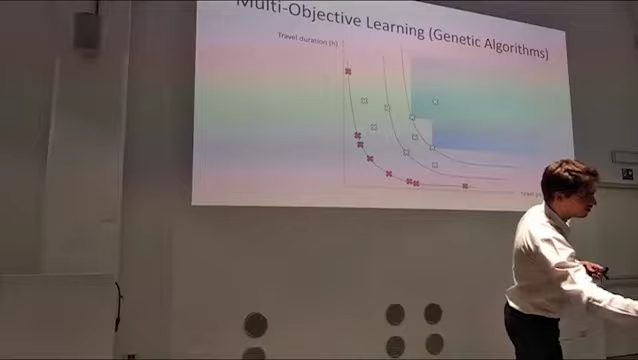 Multi-Objective Learning (Genetic Algorithms)
Travel duration (h)